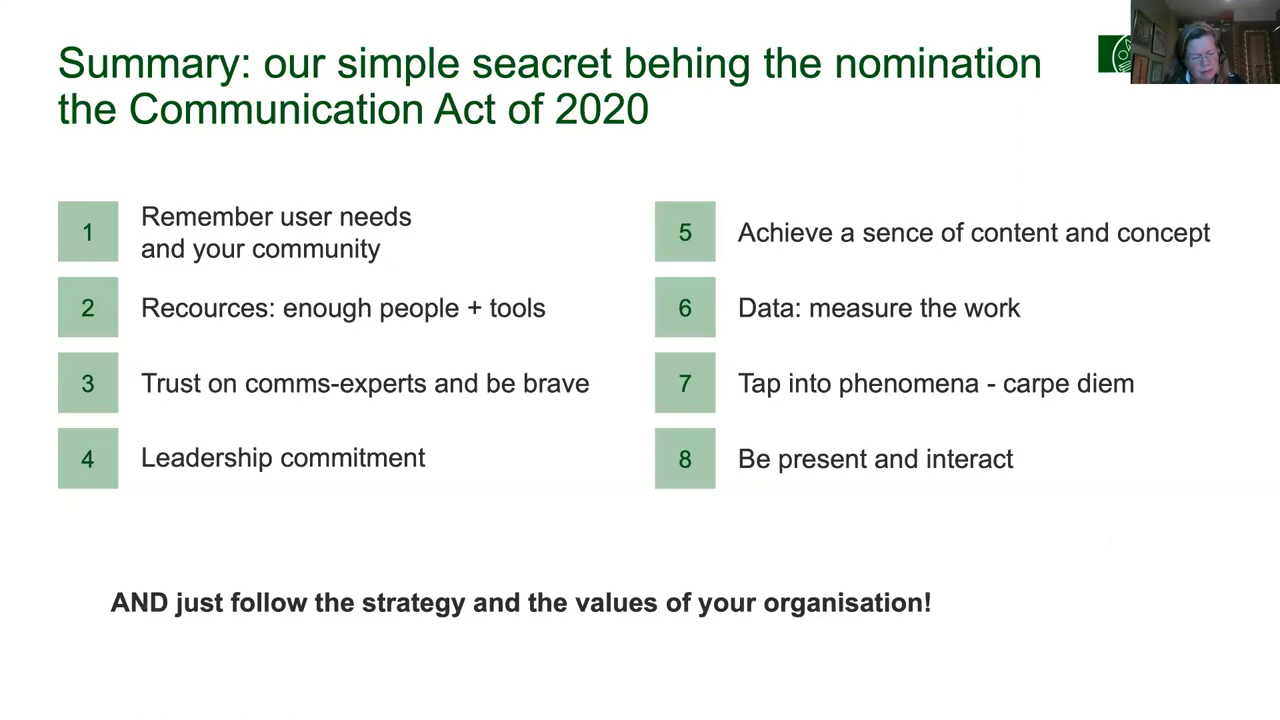 Summary: our simple seacret behing the nomination
the Communication Act of 2020
1
Remember user needs
and your community
2
Recources: enough people + tools
3
Trust on comms-experts and be brave
4
Leadership commitment
5
Achieve a sence of content and concept
6
Data: measure the work
7
Tap into phenomena - carpe diem
8
Be present and interact
AND just follow the strategy and the values of your organisation!